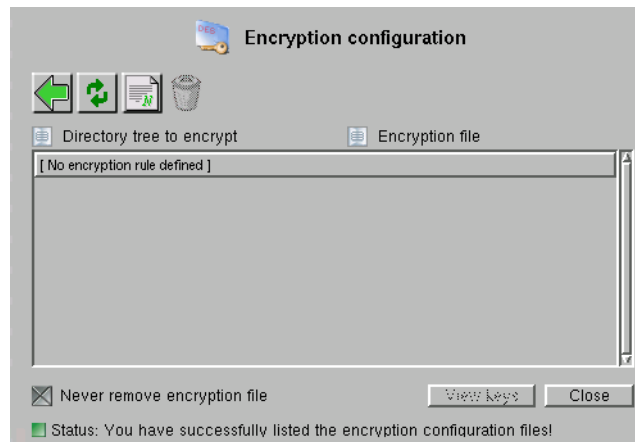 DES
Encryption configuration
N
Directory tree to encrypt
Encryption file
[ No encryption rule defined ]
Never remove encryption file
View keys
Close
Status: You have successfully listed the encryption configuration files!